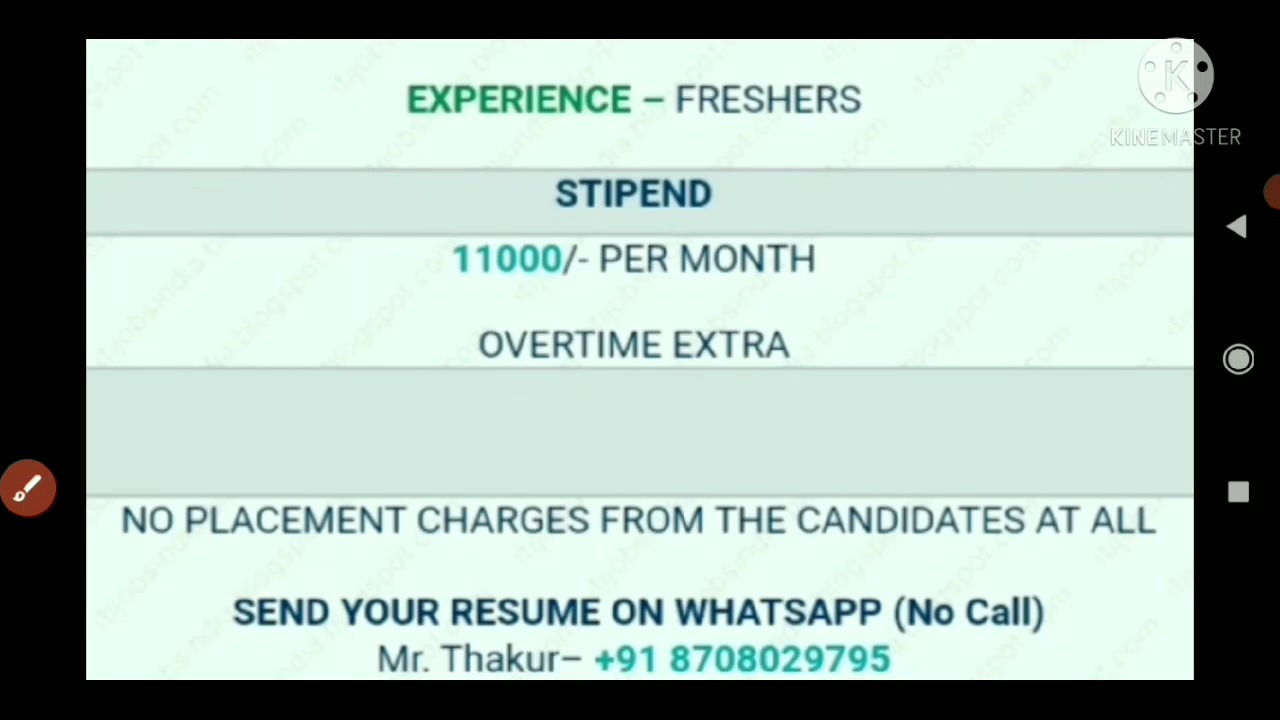 EXPERIENCE – FRESHERS
K
KINEMASTER
STIPEND
11000/- PER MONTH
OVERTIME EXTRA
NO PLACEMENT CHARGES FROM THE CANDIDATES AT ALL
SEND YOUR RESUME ON WHATSAPP (No Call)
Mr. Thakur– +91 8708029795